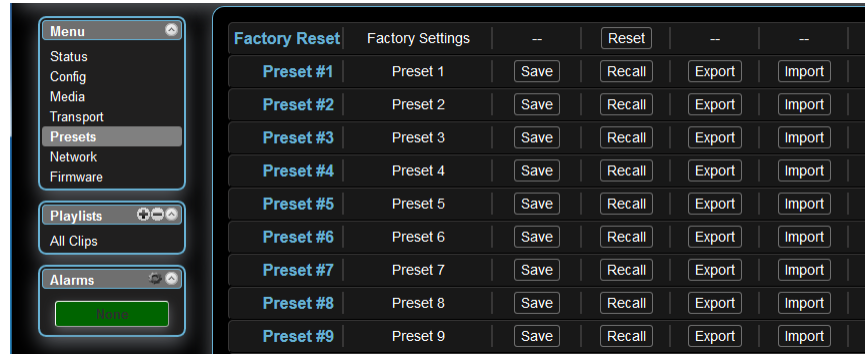 Menu
Status
Config
Media
Transport
Presets
Network
Firmware
Playlists
All Clips
Alarms
None
Factory Reset Factory Settings -- Reset -- --
Preset #1 Preset 1 Save Recall Export Import
Preset #2 Preset 2 Save Recall Export Import
Preset #3 Preset 3 Save Recall Export Import
Preset #4 Preset 4 Save Recall Export Import
Preset #5 Preset 5 Save Recall Export Import
Preset #6 Preset 6 Save Recall Export Import
Preset #7 Preset 7 Save Recall Export Import
Preset #8 Preset 8 Save Recall Export Import
Preset #9 Preset 9 Save Recall Export Import